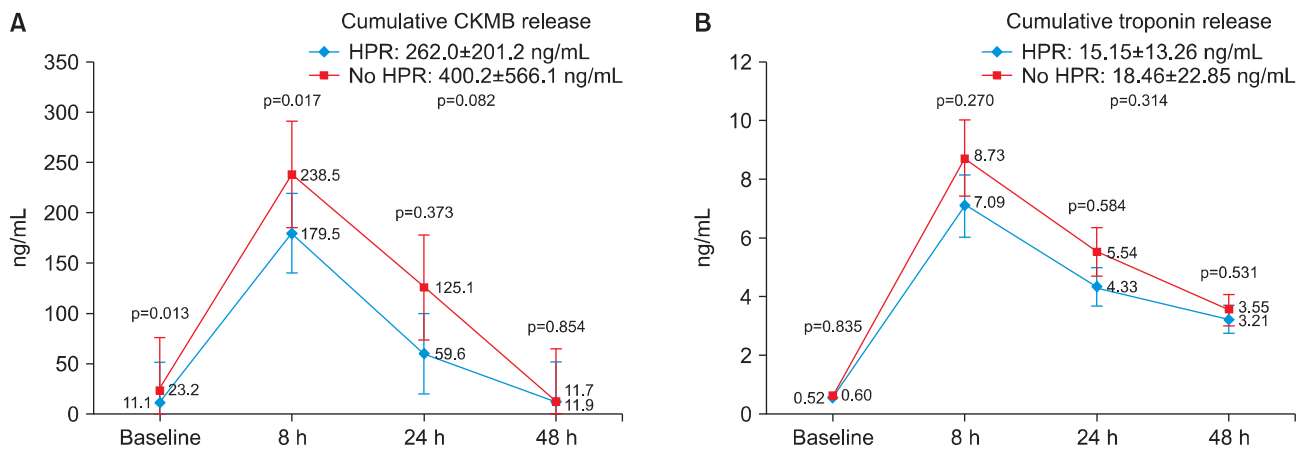 A
Cumulative CKMB release
HPR: 262.0±201.2 ng/mL
No HPR: 400.2±566.1 ng/mL
p=0.017
p=0.082
350
300
250
200
150
100
50
0
ng/mL
238.5
179.5
p=0.373
125.1
59.6
p=0.013
23.2
11.1
p=0.854
11.7
11.9
Baseline
8 h
24 h
48 h
B
Cumulative troponin release
HPR: 15.15±13.26 ng/mL
No HPR: 18.46±22.85 ng/mL
p=0.270
p=0.314
12
10
8
6
4
2
0
ng/mL
8.73
7.09
p=0.584
5.54
4.33
p=0.531
3.55
3.21
p=0.835
0.52
0.60
Baseline
8 h
24 h
48 h